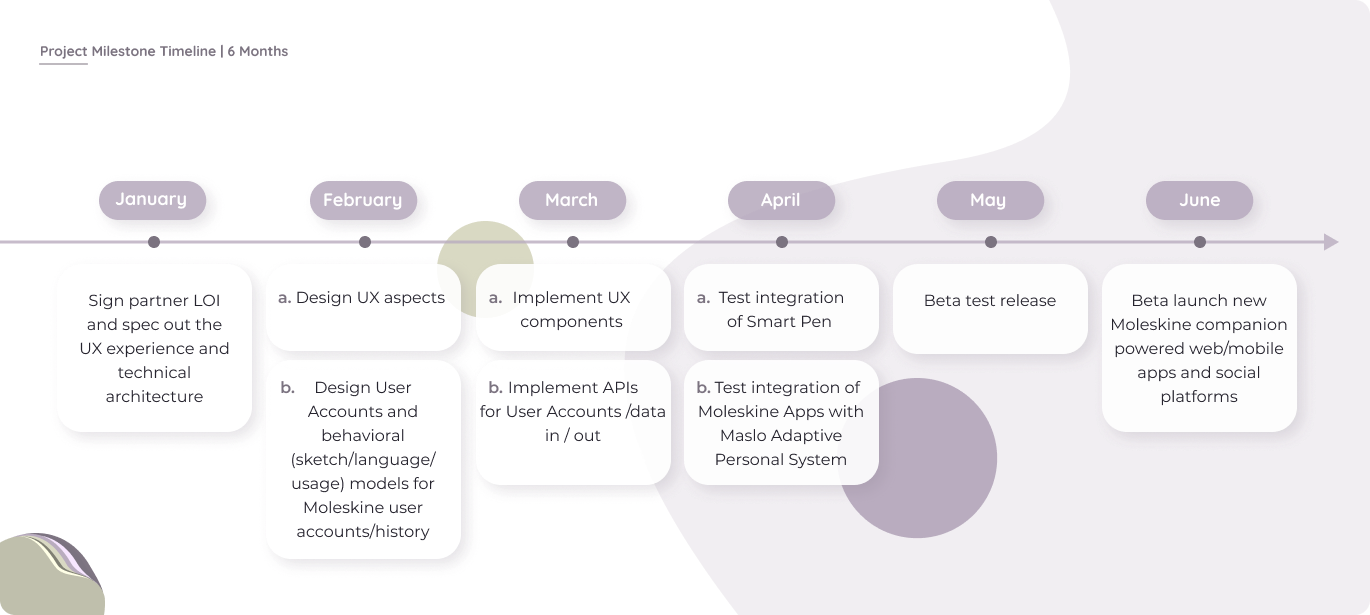 Project Milestone Timeline | 6 Months
January
February
March
April
May
June
Sign partner LOI
and spec out the
UX experience and
technical
architecture
a. Design UX aspects
b. Design User
Accounts and
behavioral
(sketch/language/
usage) models for
Moleskine user
accounts/history
a. Implement UX
components
b. Implement APIs
for User Accounts /data
in / out
a. Test integration
of Smart Pen
b. Test integration of
Moleskine Apps with
Maslo Adaptive
Personal System
Beta test release
Beta launch new
Moleskine companion
powered web/mobile
apps and social
platforms